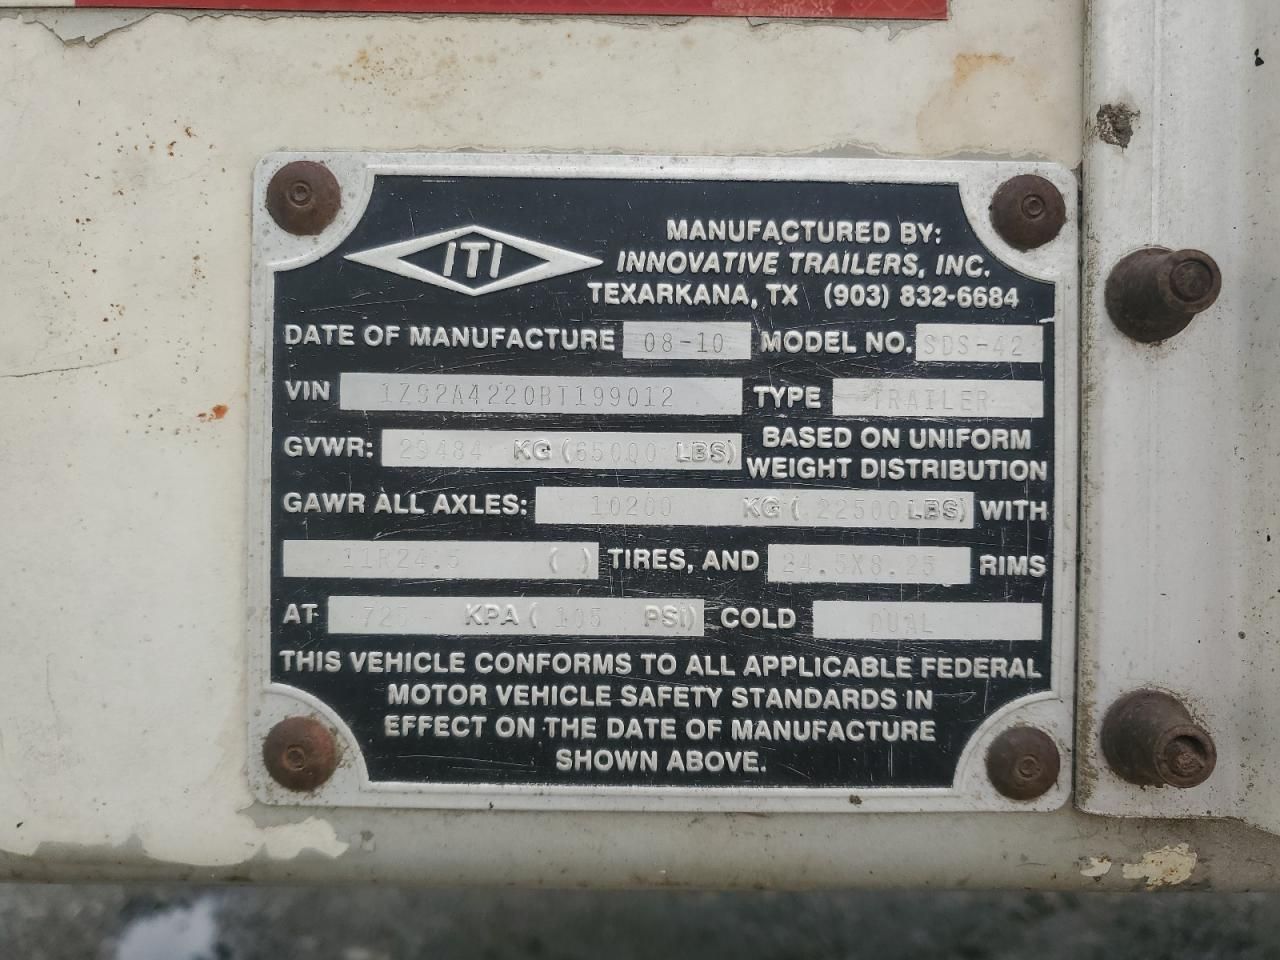 ITI
MANUFACTURED BY:
INNOVATIVE TRAILERS, INC.
TEXARKANA, TX (903) 832-6684
DATE OF MANUFACTURE 08-10 MODEL NO. SDS-42
VIN 1Z92A4220BT199012 TYPE TRAILER
GVWR: 29484 KG (65000 LBS) BASED ON UNIFORM WEIGHT DISTRIBUTION
GAWR ALL AXLES: 10200 KG (22500 LBS) WITH
11R24.5 ( ) TIRES, AND 24.5X8.25 RIMS
AT 725 KPA (105 PSI) COLD DUAL
THIS VEHICLE CONFORMS TO ALL APPLICABLE FEDERAL
MOTOR VEHICLE SAFETY STANDARDS IN
EFFECT ON THE DATE OF MANUFACTURE
SHOWN ABOVE.